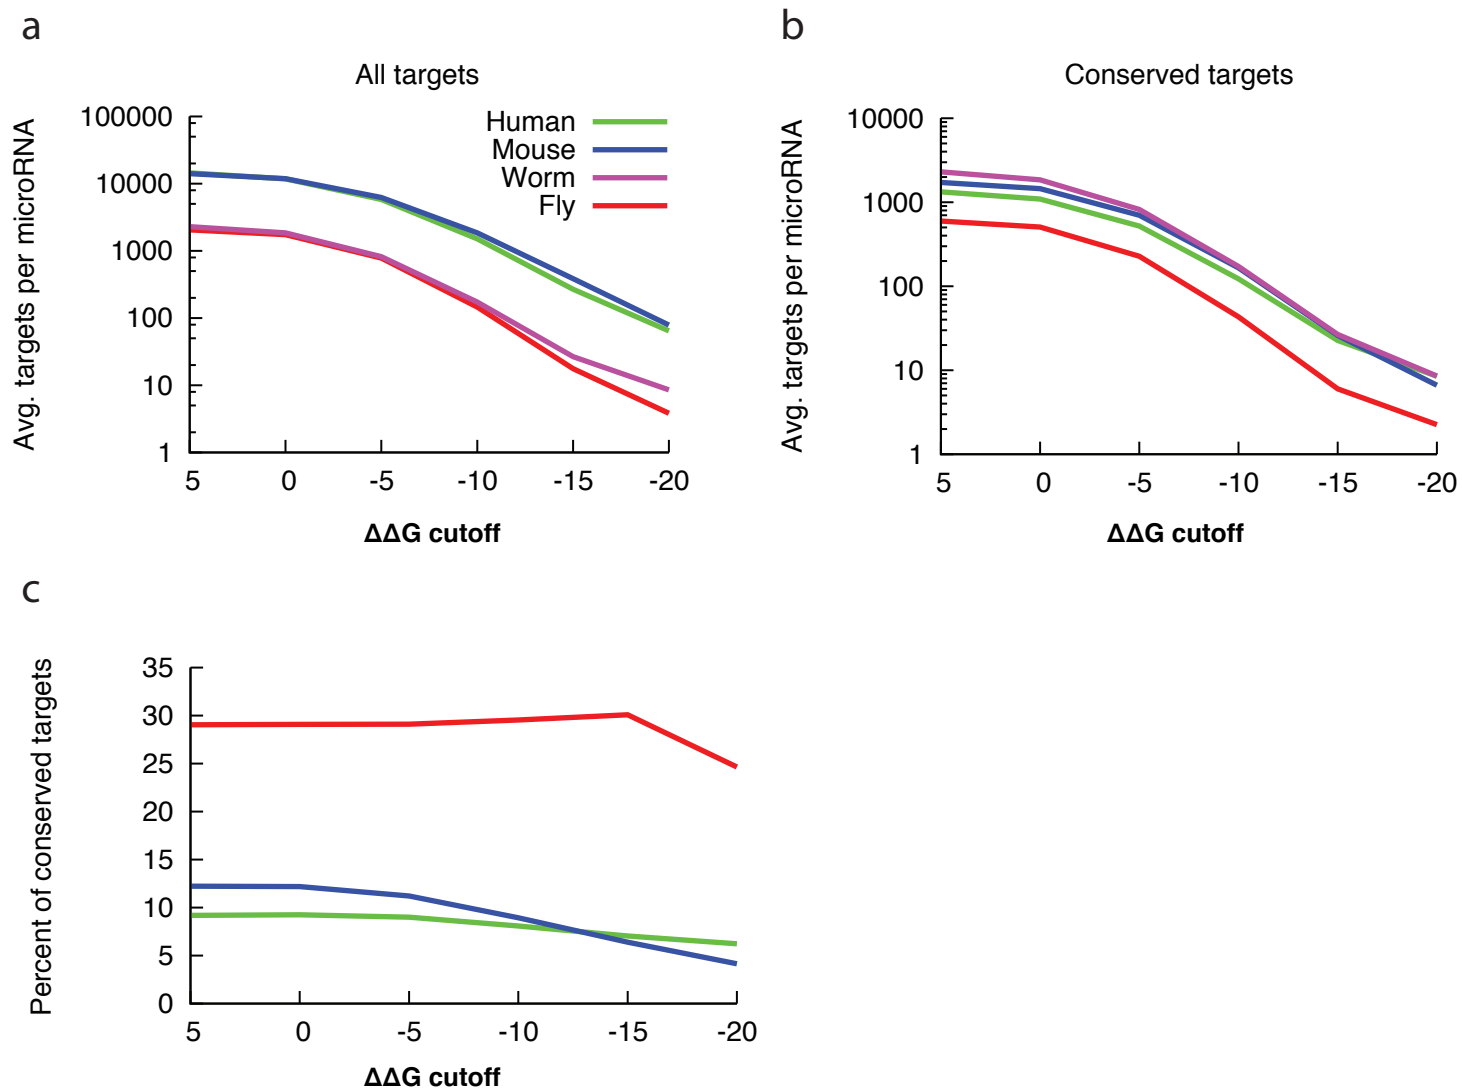 a
All targets
Avg. targets per microRNA
100000
10000
1000
100
10
1
Human
Mouse
Worm
Fly
5 0 -5 -10 -15 -20
ΔΔG cutoff
b
Conserved targets
Avg. targets per microRNA
10000
1000
100
10
1
5 0 -5 -10 -15 -20
ΔΔG cutoff
c
Percent of conserved targets
35
30
25
20
15
10
5
0
5 0 -5 -10 -15 -20
ΔΔG cutoff